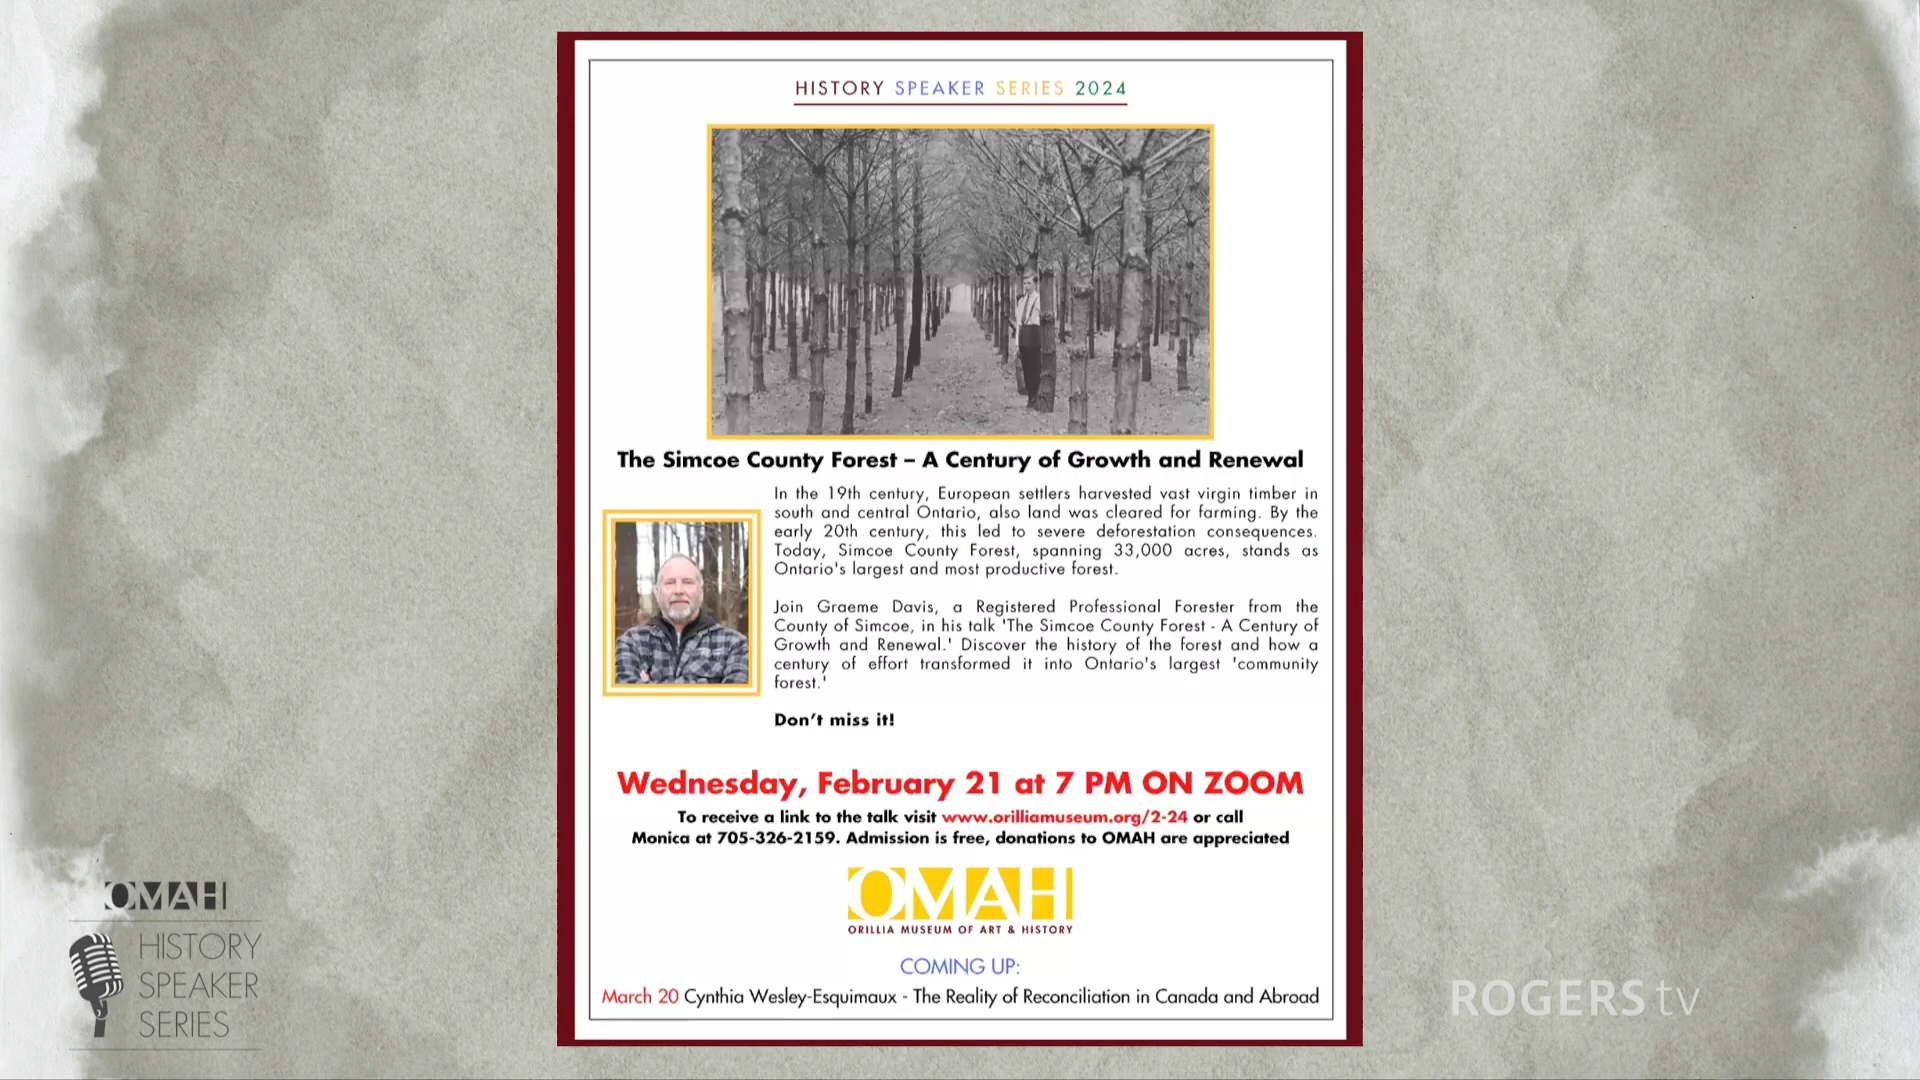 HISTORY SPEAKER SERIES 2024
The Simcoe County Forest – A Century of Growth and Renewal
In the 19th century, European settlers harvested vast virgin timber in
south and central Ontario, also land was cleared for farming. By the
early 20th century, this led to severe deforestation consequences.
Today, Simcoe County Forest, spanning 33,000 acres, stands as
Ontario's largest and most productive forest.
Join Graeme Davis, a Registered Professional Forester from the
County of Simcoe, in his talk 'The Simcoe County Forest - A Century of
Growth and Renewal.' Discover the history of the forest and how a
century of effort transformed it into Ontario's largest 'community
forest.'
Don't miss it!
Wednesday, February 21 at 7 PM ON ZOOM
To receive a link to the talk visit www.orilliamuseum.org/2-24 or call
Monica at 705-326-2159. Admission is free, donations to OMAH are appreciated
OMAH
ORILLIA MUSEUM OF ART & HISTORY
COMING UP:
March 20 Cynthia Wesley-Esquimaux - The Reality of Reconciliation in Canada and Abroad
OMAH
HISTORY
SPEAKER
SERIES
ROGERS tv